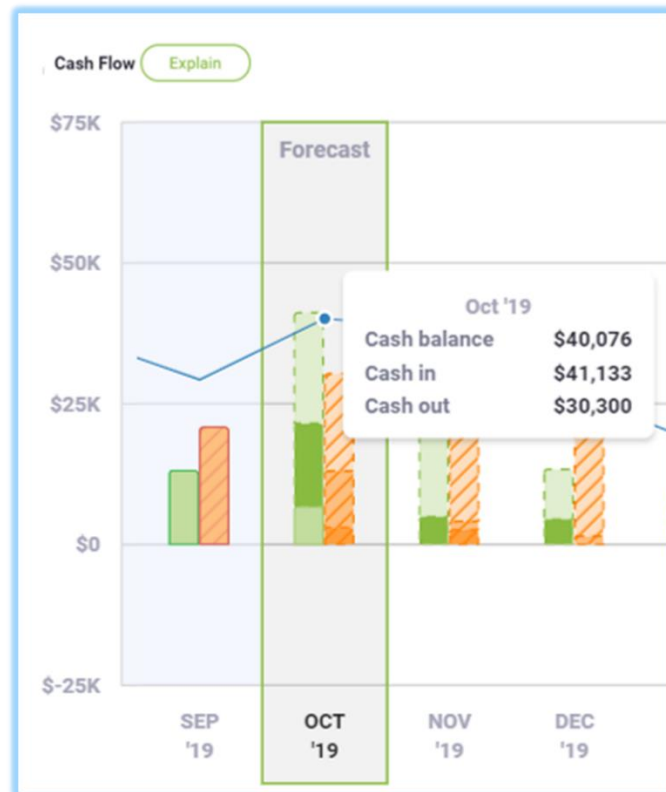 Cash Flow Explain
$75K
Forecast
$50K
Oct '19
Cash balance $40,076
Cash in $41,133
Cash out $30,300
$25K
$0
$-25K
SEP OCT NOV DEC
'19 '19 '19 '19